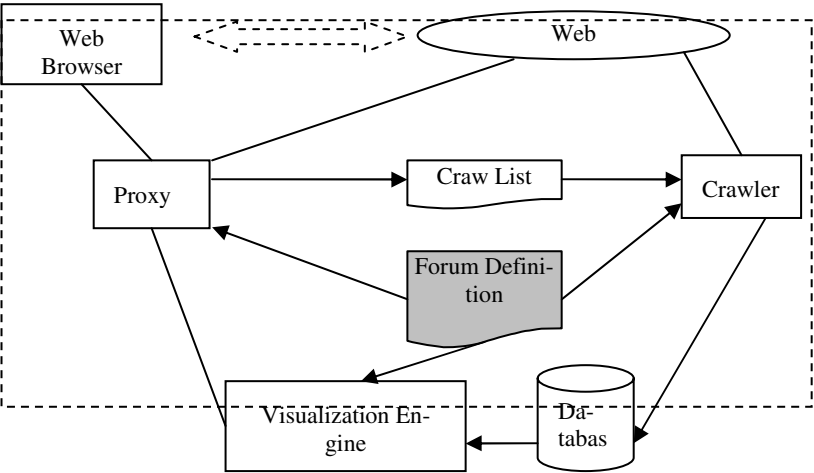 Web
Browser
Web
Proxy
Craw List
Crawler
Forum Defini-
tion
Visualization En-
gine
Da-
tabas